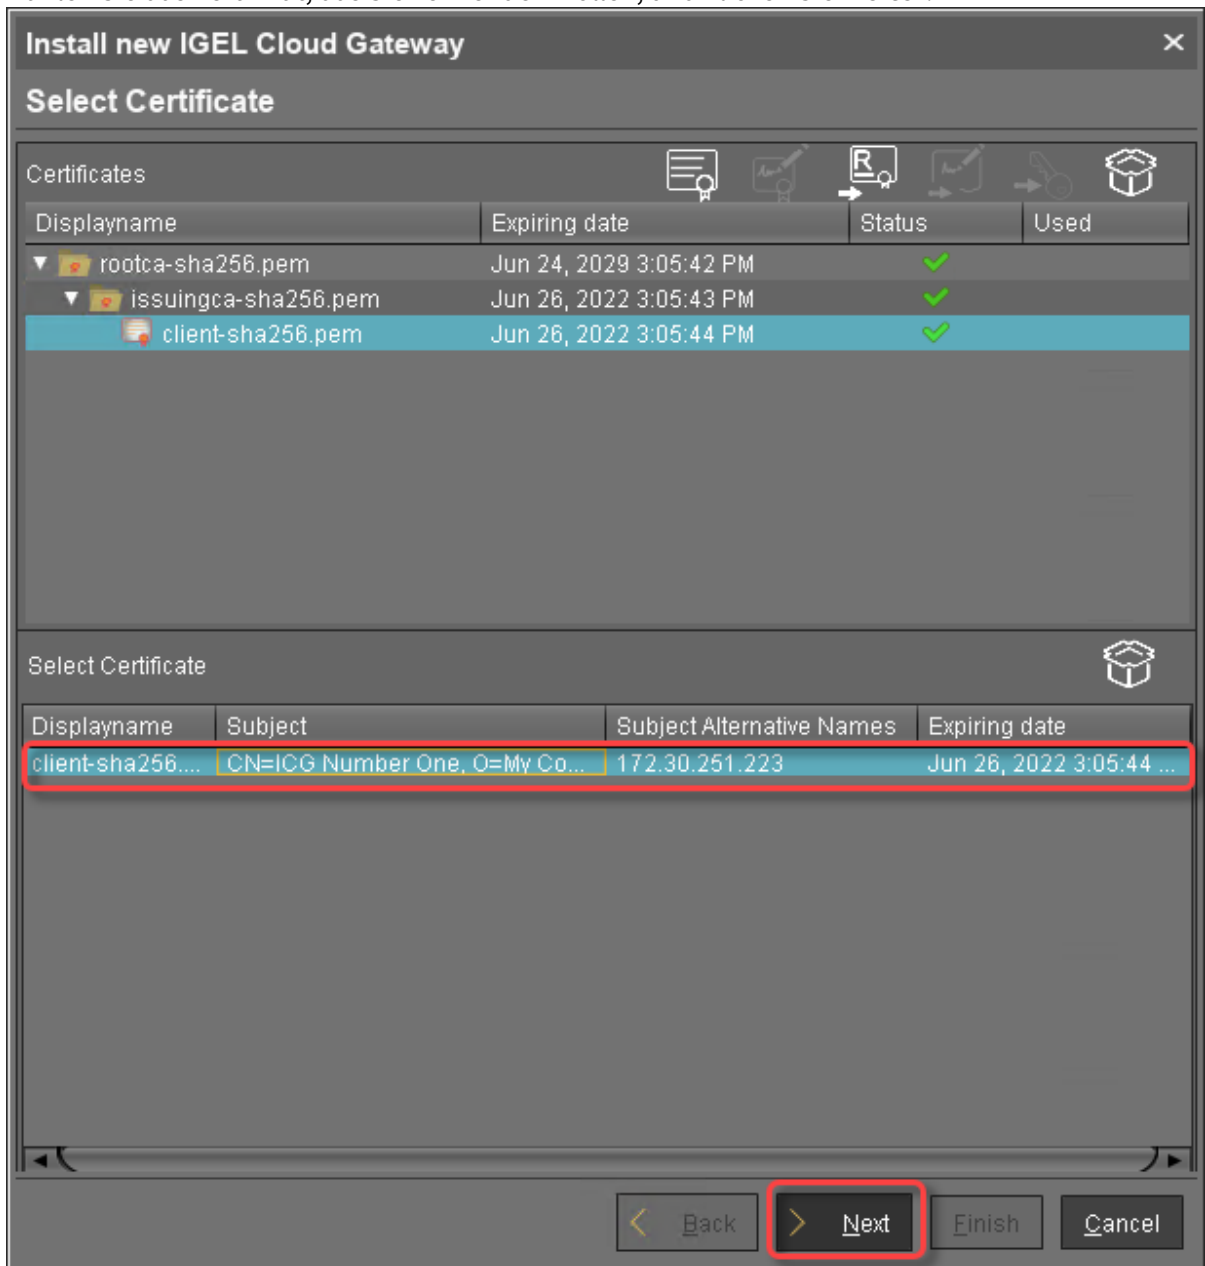 Install new IGEL Cloud Gateway
Select Certificate
Certificates
R
Displayname Expiring date Status Used
rootca-sha256.pem Jun 24, 2029 3:05:42 PM
issuingca-sha256.pem Jun 26, 2022 3:05:43 PM
client-sha256.pem Jun 26, 2022 3:05:44 PM
Select Certificate
Displayname Subject Subject Alternative Names Expiring date
client-sha256.... CN=ICG Number One, O=My Co... 172.30.251.223 Jun 26, 2022 3:05:44 ...
Back Next Finish Cancel